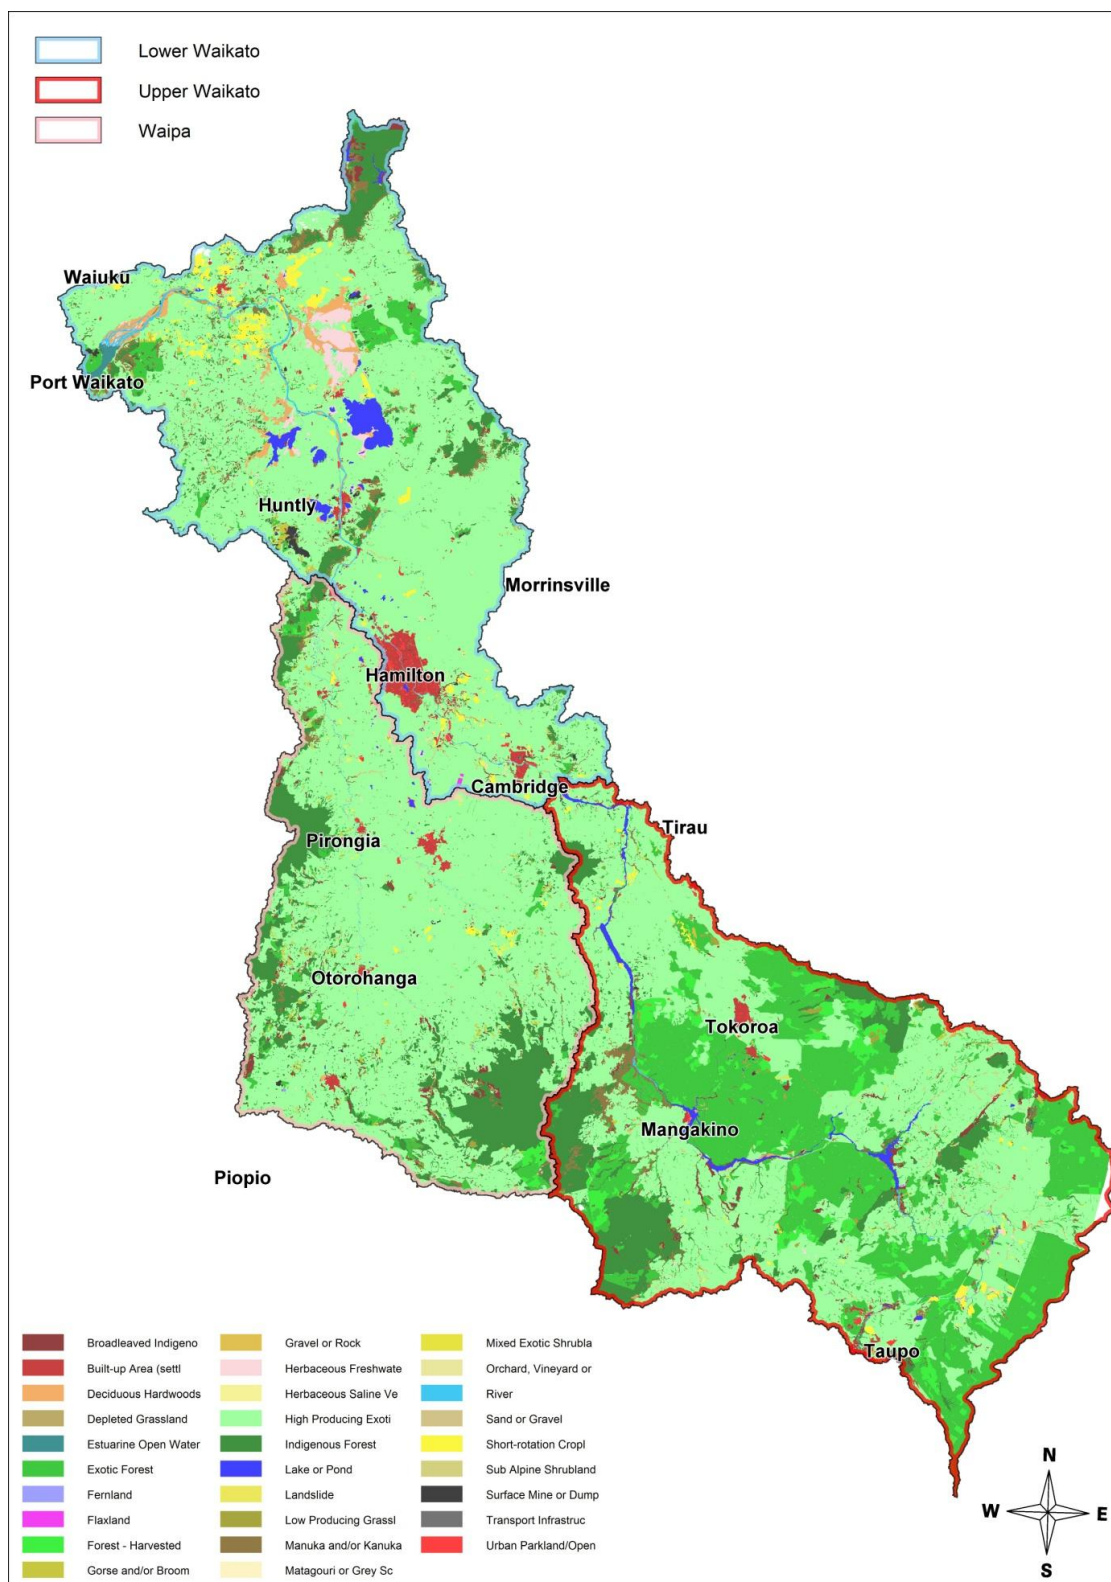 Lower Waikato
Upper Waikato
Waipa
Waiuku
Port Waikato
Huntly
Morrinsville
Hamilton
Cambridge
Tirau
Pirongia
Otorohanga
Tokoroa
Mangakino
Piopio
Taupo
Broadleaved Indigeno
Built-up Area (settl
Deciduous Hardwoods
Depleted Grassland
Estuarine Open Water
Exotic Forest
Fernland
Flaxland
Forest - Harvested
Gorse and/or Broom
Gravel or Rock
Herbaceous Freshwate
Herbaceous Saline Ve
High Producing Exoti
Indigenous Forest
Lake or Pond
Landslide
Low Producing Grassl
Manuka and/or Kanuka
Matagouri or Grey Sc
Mixed Exotic Shrubla
Orchard, Vineyard or
River
Sand or Gravel
Short-rotation Cropl
Sub Alpine Shrubland
Surface Mine or Dump
Transport Infrastruc
Urban Parkland/Open
N
W
E
S